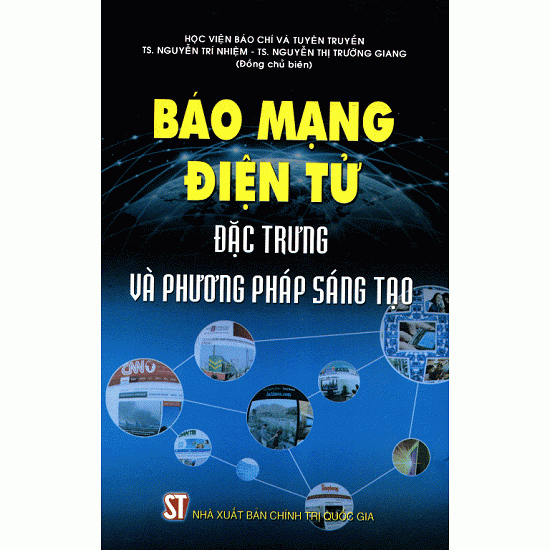 HỌC VIỆN BÁO CHÍ VÀ TUYÊN TRUYỀN
TS. NGUYỄN TRÍ NHIỆM - TS. NGUYỄN THỊ TRƯỜNG GIANG
(Đồng chủ biên)
BÁO MẠNG
ĐIỆN TỬ
ĐẶC TRƯNG
VÀ PHƯƠNG PHÁP SÁNG TẠO
CNN
ST
NHÀ XUẤT BẢN CHÍNH TRỊ QUỐC GIA